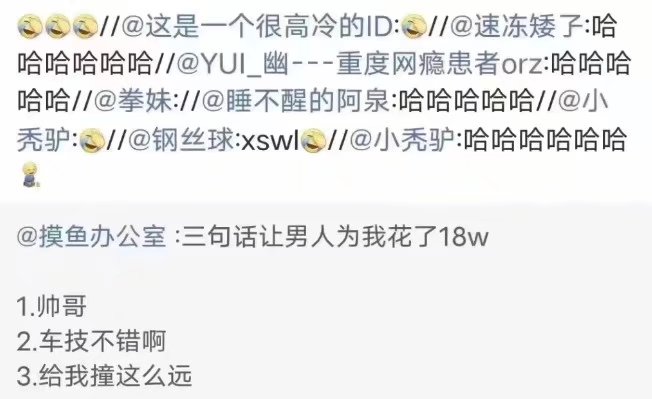 🤣🤣🤣//@这是一个很高冷的ID:🤣//@速冻矮子:哈
哈哈哈哈哈哈//@YUI_幽---重度网瘾患者orz:哈哈哈哈
哈哈//@拳妹://@睡不醒的阿泉:哈哈哈哈哈//@小
秃驴:🤣//@钢丝球:xswl🤣//@小秃驴:哈哈哈哈哈哈
@摸鱼办公室 :三句话让男人为我花了18w
1.帅哥
2.车技不错啊
3.给我撞这么远